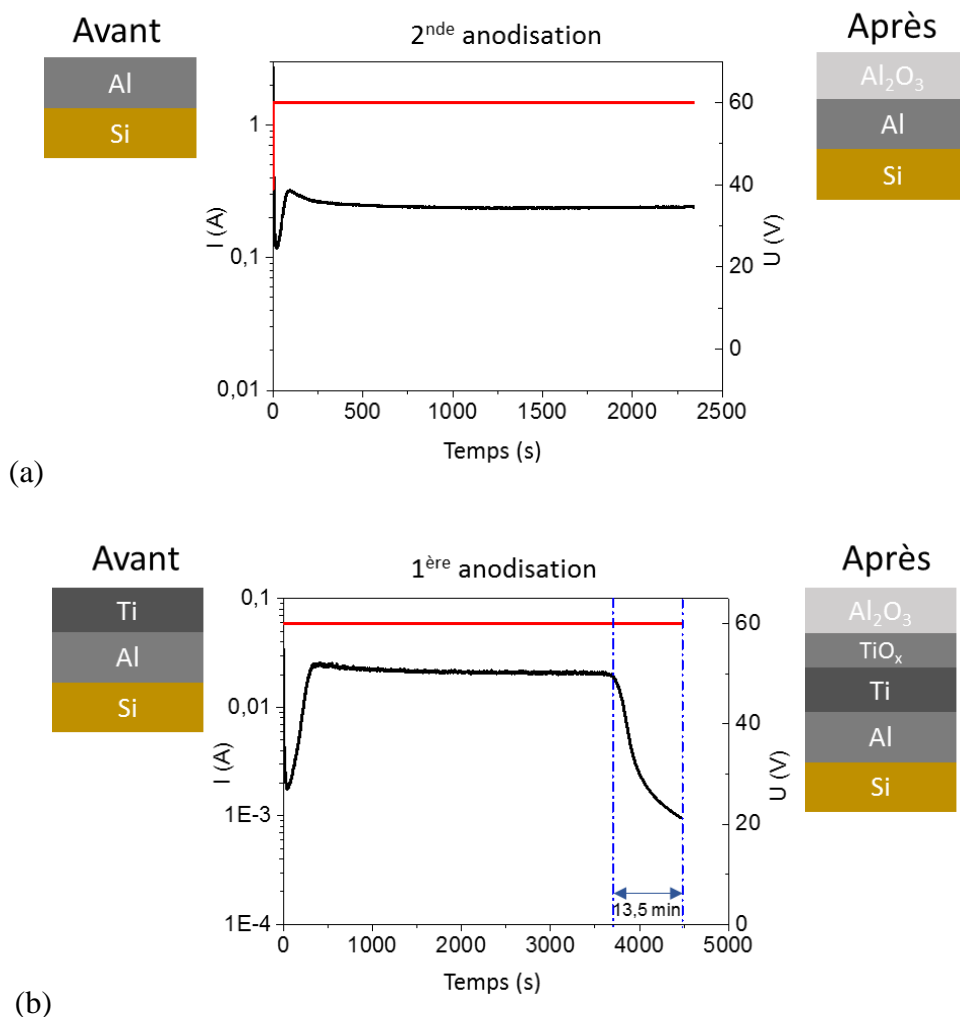 Avant
2nde anodisation
Après
Al
Si
Al2O3
Al
Si
1
0,1
0,01
I (A)
60
40
20
0
U (V)
0 500 1000 1500 2000 2500
Temps (s)
(a)
Avant
1ère anodisation
Après
Ti
Al
Si
Al2O3
TiOx
Ti
Al
Si
0,1
0,01
1E-3
1E-4
I (A)
60
40
20
0
U (V)
13,5 min
0 1000 2000 3000 4000 5000
Temps (s)
(b)